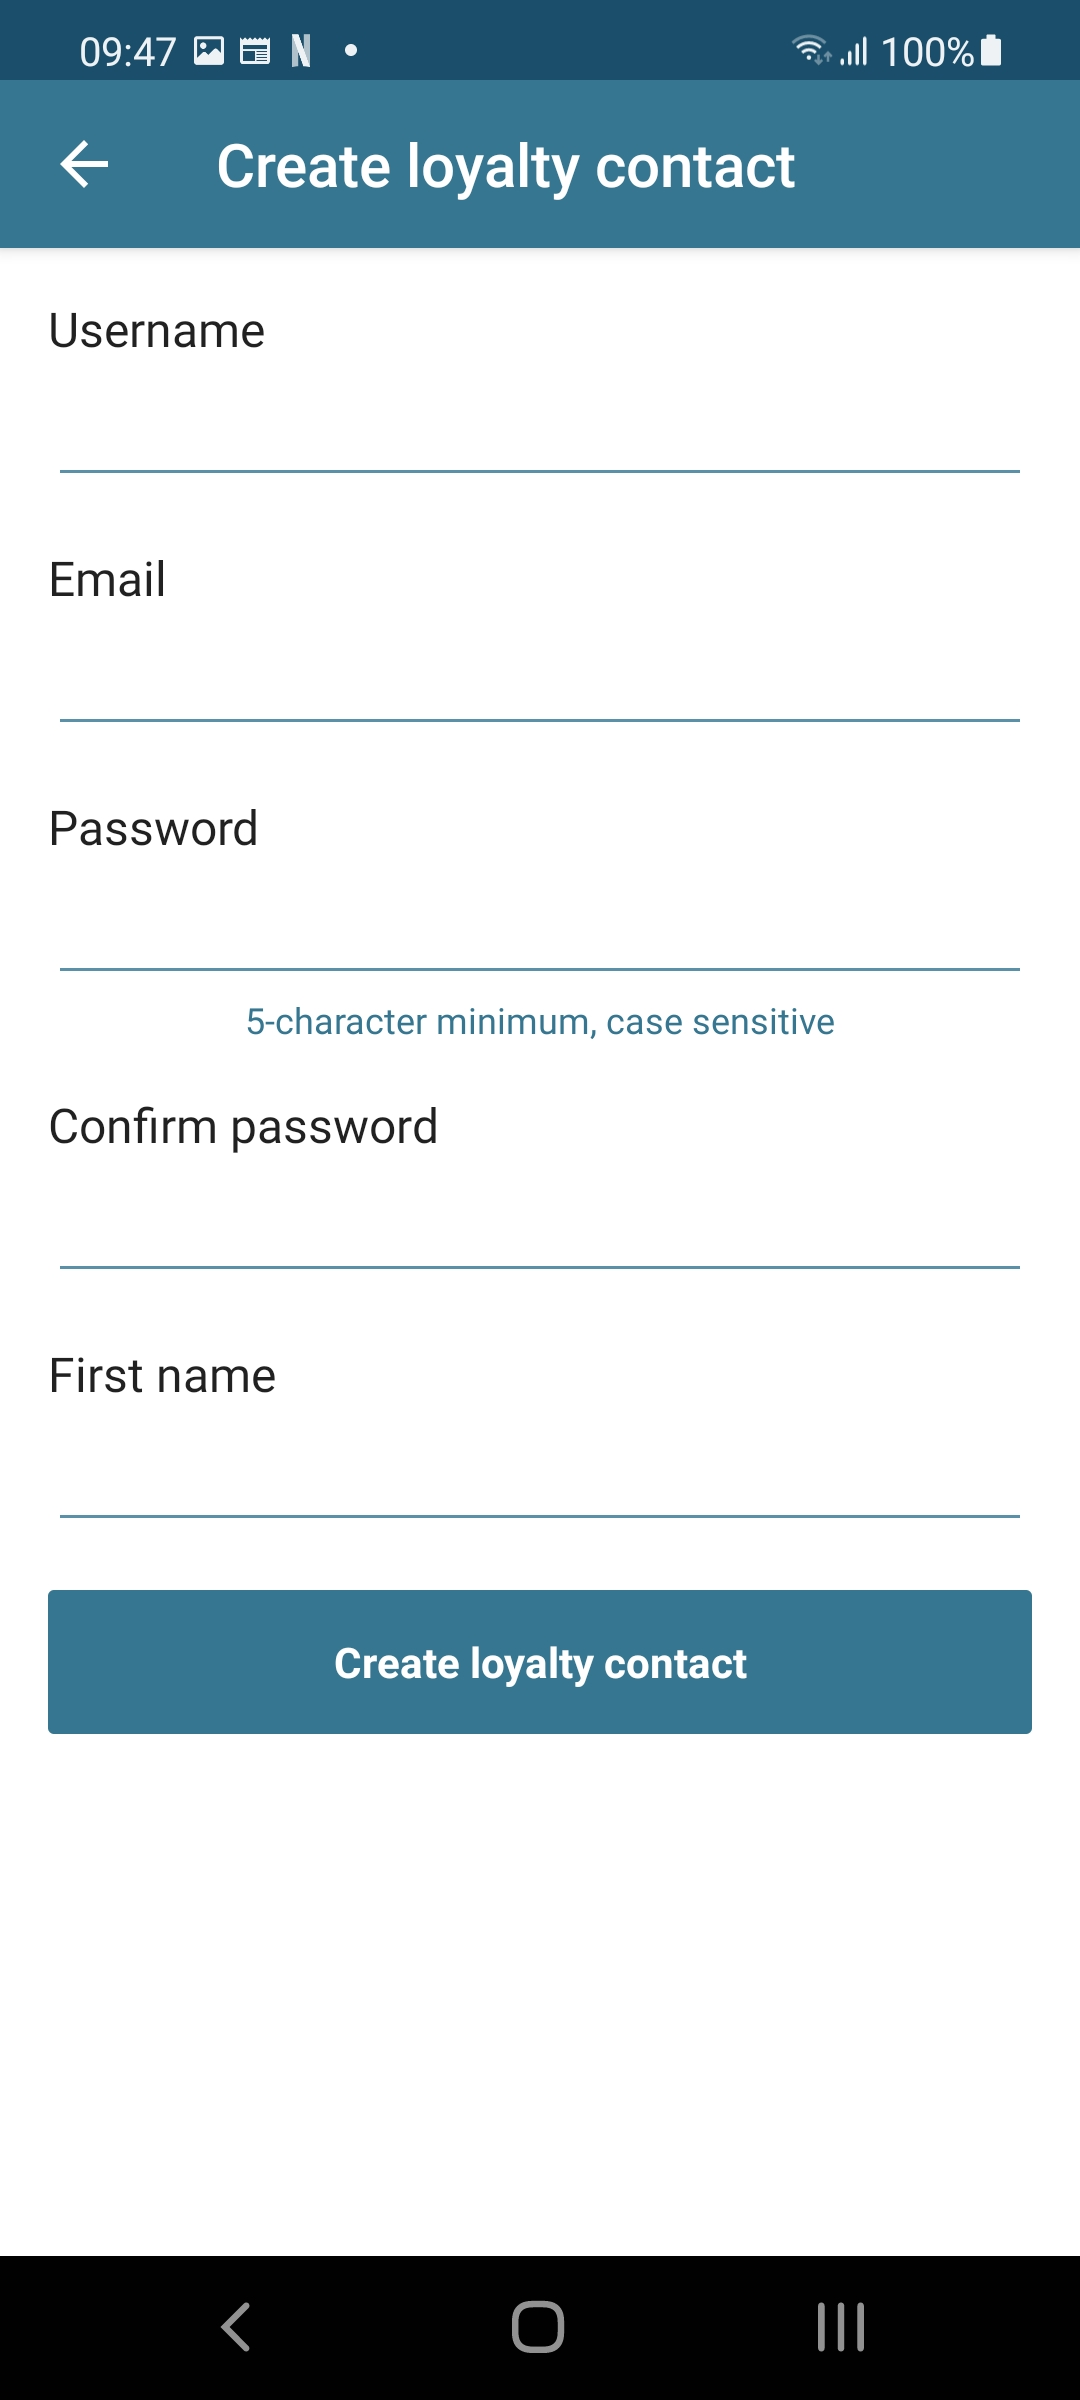 09:47 100%
Create loyalty contact
Username
Email
Password
5-character minimum, case sensitive
Confirm password
First name
Create loyalty contact